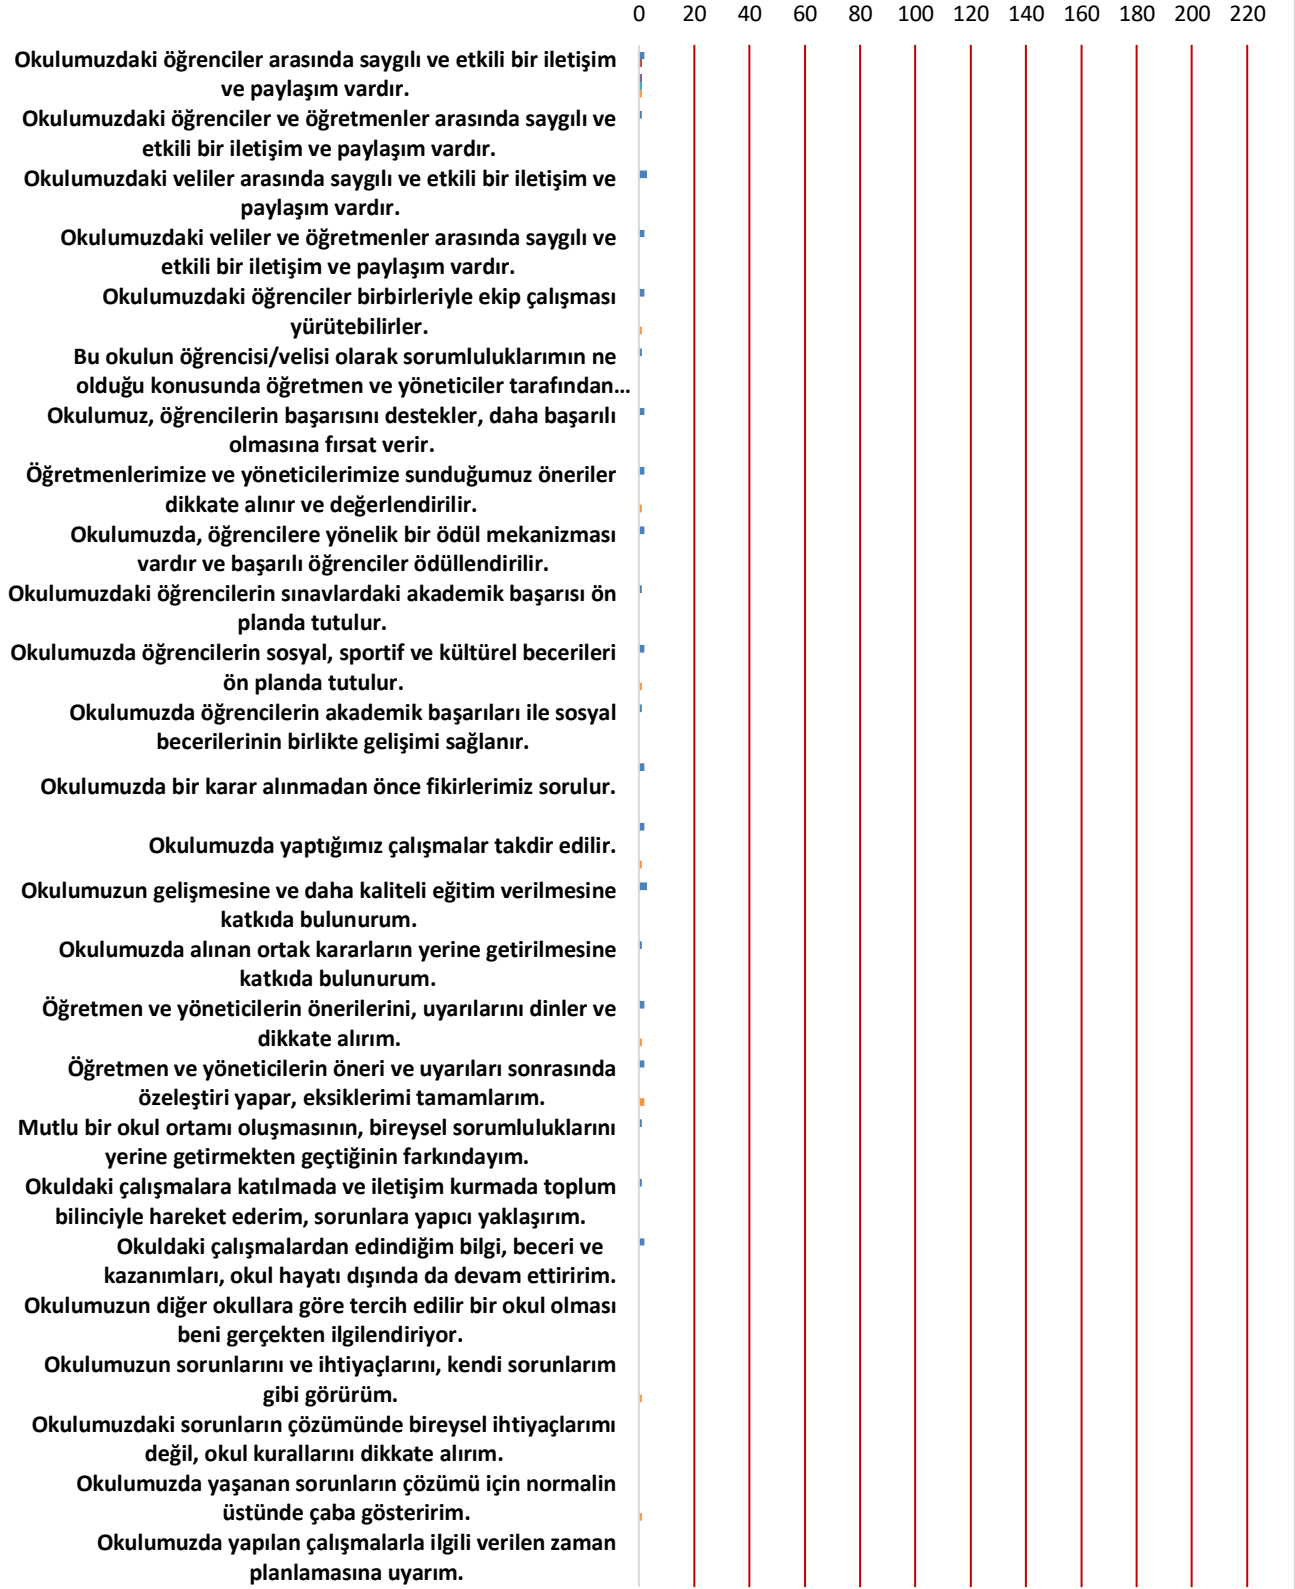 0 20 40 60 80 100 120 140 160 180 200 220
Okulumuzdaki öğrenciler arasında saygılı ve etkili bir iletişim
ve paylaşım vardır.
Okulumuzdaki öğrenciler ve öğretmenler arasında saygılı ve
etkili bir iletişim ve paylaşım vardır.
Okulumuzdaki veliler arasında saygılı ve etkili bir iletişim ve
paylaşım vardır.
Okulumuzdaki veliler ve öğretmenler arasında saygılı ve
etkili bir iletişim ve paylaşım vardır.
Okulumuzdaki öğrenciler birbirleriyle ekip çalışması
yürütebilirler.
Bu okulun öğrencisi/velisi olarak sorumluluklarımın ne
olduğu konusunda öğretmen ve yöneticiler tarafından...
Okulumuz, öğrencilerin başarısını destekler, daha başarılı
olmasına fırsat verir.
Öğretmenlerimize ve yöneticilerimize sunduğumuz öneriler
dikkate alınır ve değerlendirilir.
Okulumuzda, öğrencilere yönelik bir ödül mekanizması
vardır ve başarılı öğrenciler ödüllendirilir.
Okulumuzdaki öğrencilerin sınavlardaki akademik başarısı ön
planda tutulur.
Okulumuzda öğrencilerin sosyal, sportif ve kültürel becerileri
ön planda tutulur.
Okulumuzda öğrencilerin akademik başarıları ile sosyal
becerilerinin birlikte gelişimi sağlanır.
Okulumuzda bir karar alınmadan önce fikirlerimiz sorulur.
Okulumuzda yaptığımız çalışmalar takdir edilir.
Okulumuzun gelişmesine ve daha kaliteli eğitim verilmesine
katkıda bulunurum.
Okulumuzda alınan ortak kararların yerine getirilmesine
katkıda bulunurum.
Öğretmen ve yöneticilerin önerilerini, uyarılarını dinler ve
dikkate alırım.
Öğretmen ve yöneticilerin öneri ve uyarıları sonrasında
özeleştiri yapar, eksiklerimi tamamlarım.
Mutlu bir okul ortamı oluşmasının, bireysel sorumluluklarını
yerine getirmekten geçtiğinin farkındayım.
Okuldaki çalışmalara katılmada ve iletişim kurmada toplum
bilinciyle hareket ederim, sorunlara yapıcı yaklaşırım.
Okuldaki çalışmalardan edindiğim bilgi, beceri ve
kazanımları, okul hayatı dışında da devam ettiririm.
Okulumuzun diğer okullara göre tercih edilir bir okul olması
beni gerçekten ilgilendiriyor.
Okulumuzun sorunlarını ve ihtiyaçlarını, kendi sorunlarım
gibi görürüm.
Okulumuzdaki sorunların çözümünde bireysel ihtiyaçlarımı
değil, okul kurallarını dikkate alırım.
Okulumuzda yaşanan sorunların çözümü için normalin
üstünde çaba gösteririm.
Okulumuzda yapılan çalışmalarla ilgili verilen zaman
planlamasına uyarım.